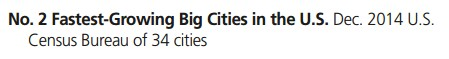 No. 2 Fastest-Growing Big Cities in the U.S. Dec. 2014 U.S.
Census Bureau of 34 cities